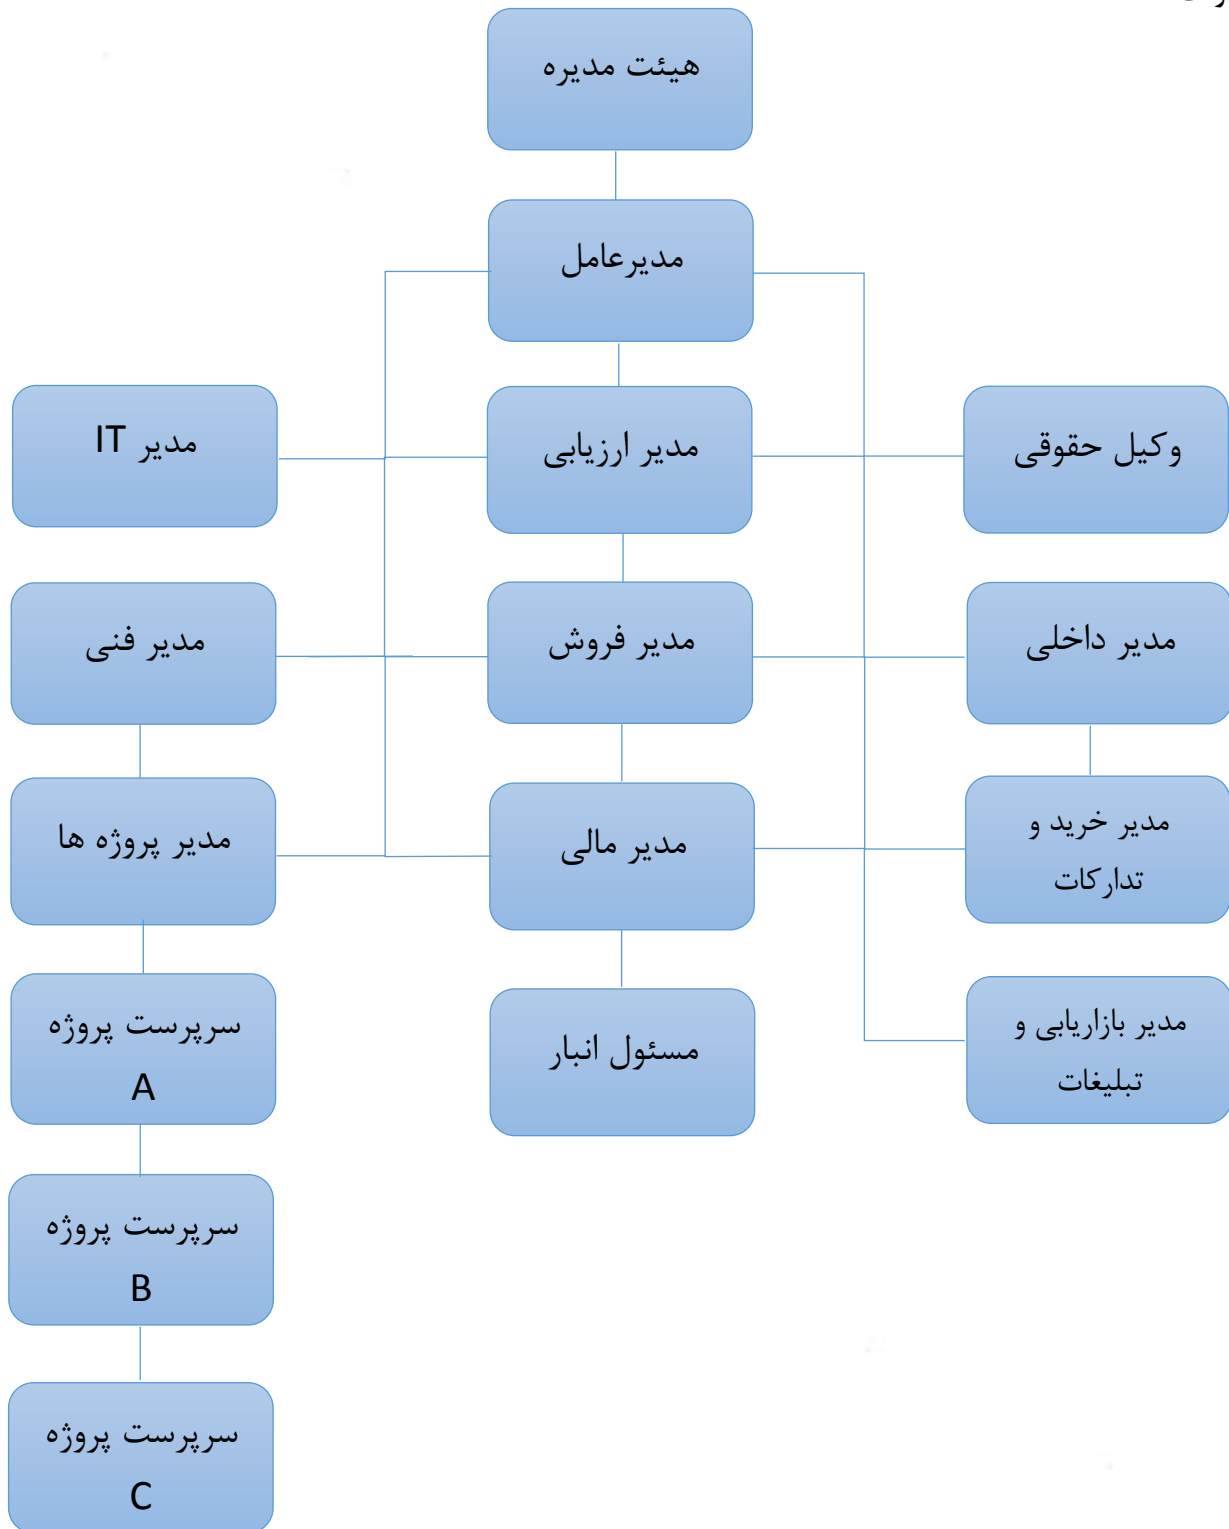 هیئت مدیره
مدیرعامل
وکیل حقوقی
مدیر ارزیابی
مدیر IT
مدیر داخلی
مدیر فروش
مدیر فنی
مدیر خرید و
تدارکات
مدیر مالی
مدیر پروژه ها
مدیر بازاریابی و
تبلیغات
مسئول انبار
سرپرست پروژه
A
سرپرست پروژه
B
سرپرست پروژه
C